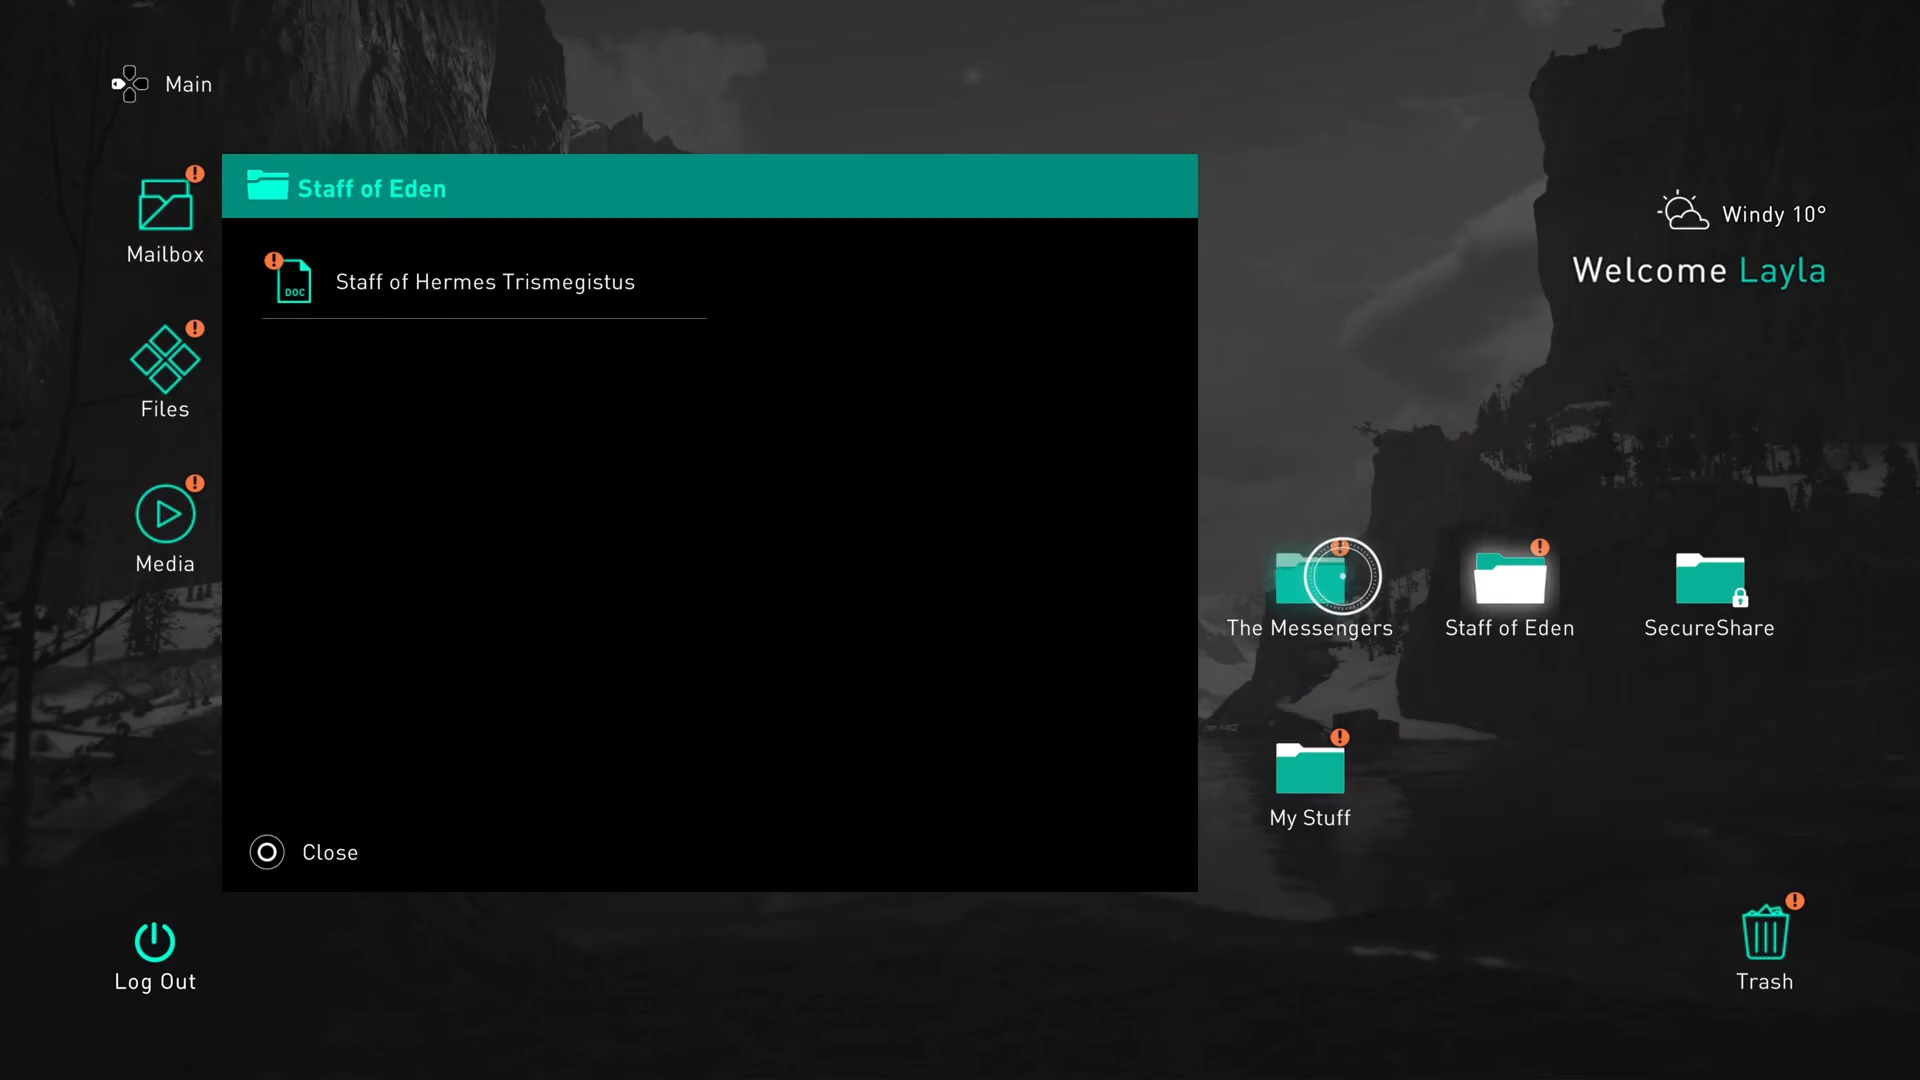 Main
Mailbox
Files
Media
Log Out
Staff of Eden
DOC
Staff of Hermes Trismegistus
Close
Windy 10°
Welcome Layla
The Messengers
Staff of Eden
SecureShare
My Stuff
Trash